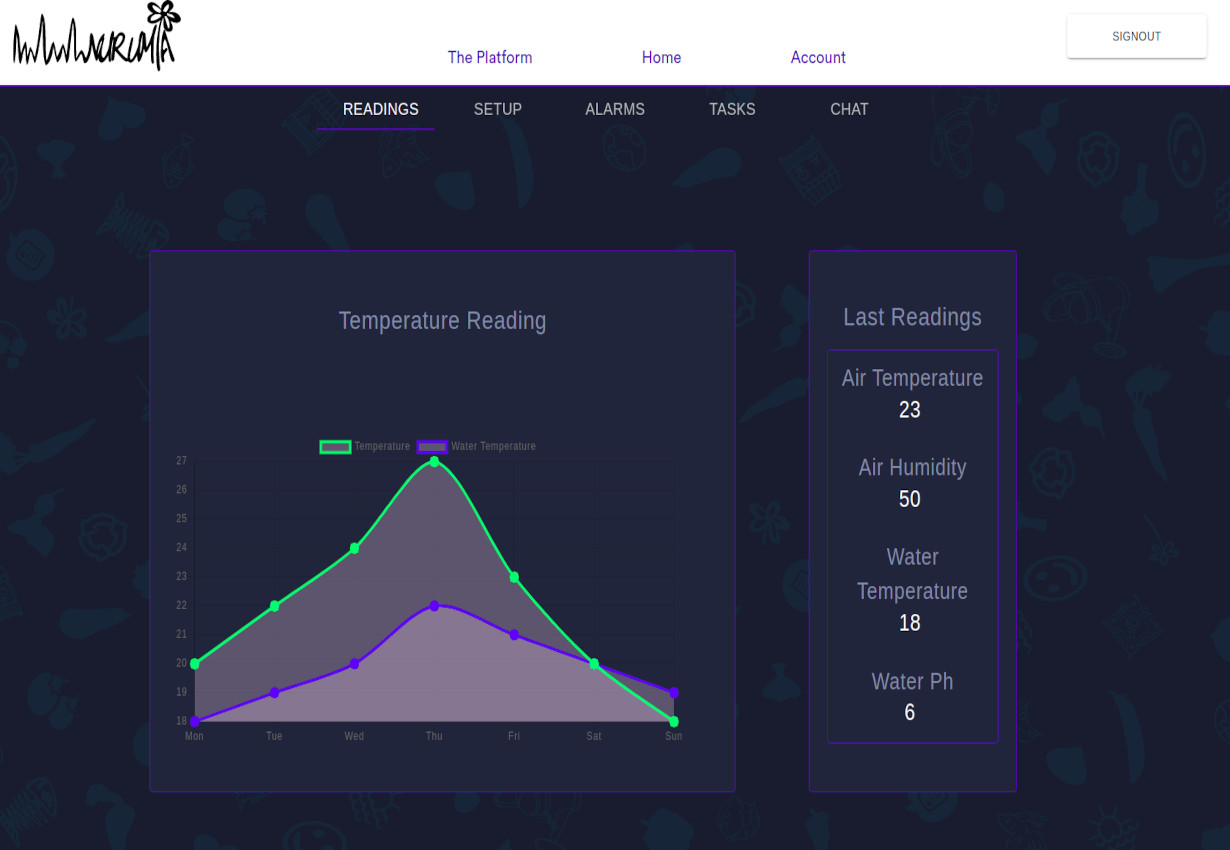 SIGNOUT
The Platform Home Account
READINGS SETUP ALARMS TASKS CHAT
Temperature Reading
Temperature Water Temperature
27
26
25
24
23
22
21
20
19
18
Mon Tue Wed Thu Fri Sat Sun
Last Readings
Air Temperature
23
Air Humidity
50
Water
Temperature
18
Water Ph
6